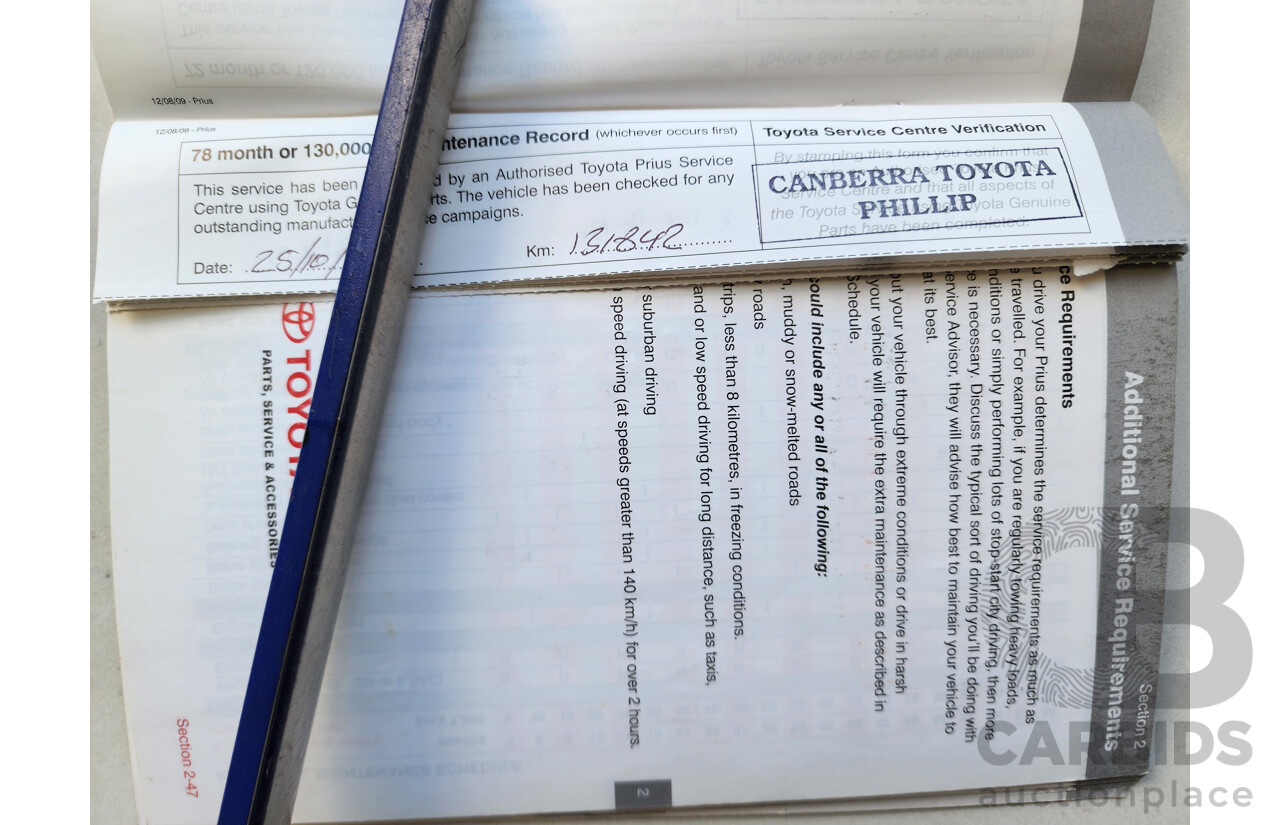 12/08/09 - Prius
12/08/09 - Prius
78 month or 130,000
ntenance Record (whichever occurs first)
Toyota Service Centre Verification
This service has been
d by an Authorised Toyota Prius Service
Centre using Toyota G
rts. The vehicle has been checked for any
outstanding manufact
e campaigns.
By stamping this form you confirm that
Service Centre and that all aspects of
the Toyota
Toyota Genuine
Parts have been completed.
CANBERRA TOYOTA
PHILLIP
Date: 25/10/
Km: 131842
Section 2
Additional Service Requirements
ce Requirements
u drive your Prius determines the service requirements as much as
e travelled. For example, if you are regularly towing heavy loads,
nditions or simply performing lots of stop-start city driving, then more
e is necessary. Discuss the typical sort of driving you'll be doing with
ervice Advisor, they will advise how best to maintain your vehicle to
at its best.
out your vehicle through extreme conditions or drive in harsh
your vehicle will require the extra maintenance as described in
Schedule.
ould include any or all of the following:
, muddy or snow-melted roads
r roads
trips, less than 8 kilometres, in freezing conditions.
and or low speed driving for long distance, such as taxis,
r suburban driving
speed driving (at speeds greater than 140 km/h) for over 2 hours.
2
TOYOTA
PARTS, SERVICE & ACCESSORIES
Section 2-47
CB
CARBIDS
auctionplace